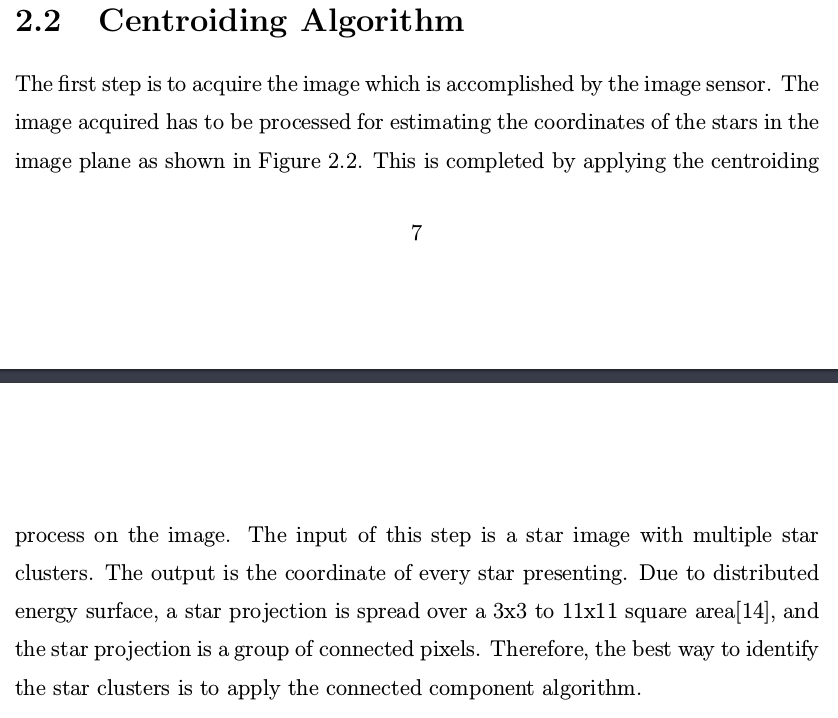 2.2 Centroiding Algorithm
The first step is to acquire the image which is accomplished by the image sensor. The
image acquired has to be processed for estimating the coordinates of the stars in the
image plane as shown in Figure 2.2. This is completed by applying the centroiding
7
process on the image. The input of this step is a star image with multiple star
clusters. The output is the coordinate of every star presenting. Due to distributed
energy surface, a star projection is spread over a 3x3 to 11x11 square area[14], and
the star projection is a group of connected pixels. Therefore, the best way to identify
the star clusters is to apply the connected component algorithm.